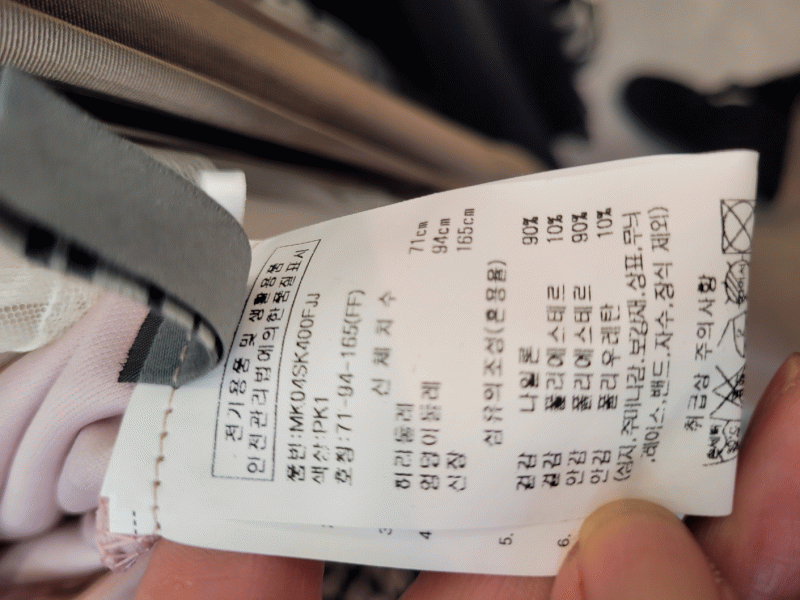 전기용품 및 생활용품
안전관리법에의한품질표시
품번:MK04SK400FJJ
색상:PK1
호칭:71-94-165(FF)
신 체 치 수
허리둘레 71cm
엉덩이둘레 94cm
신장 165cm
섬유의조성(혼용율)
겉감 나일론 90%
겉감 폴리에스테르 10%
안감 폴리에스테르 90%
안감 폴리우레탄 10%
(심지,주머니감,보강재,상표,무늬
,레이스,밴드,자수,장식 제외)
취급상 주의사항
4.
5.
6.